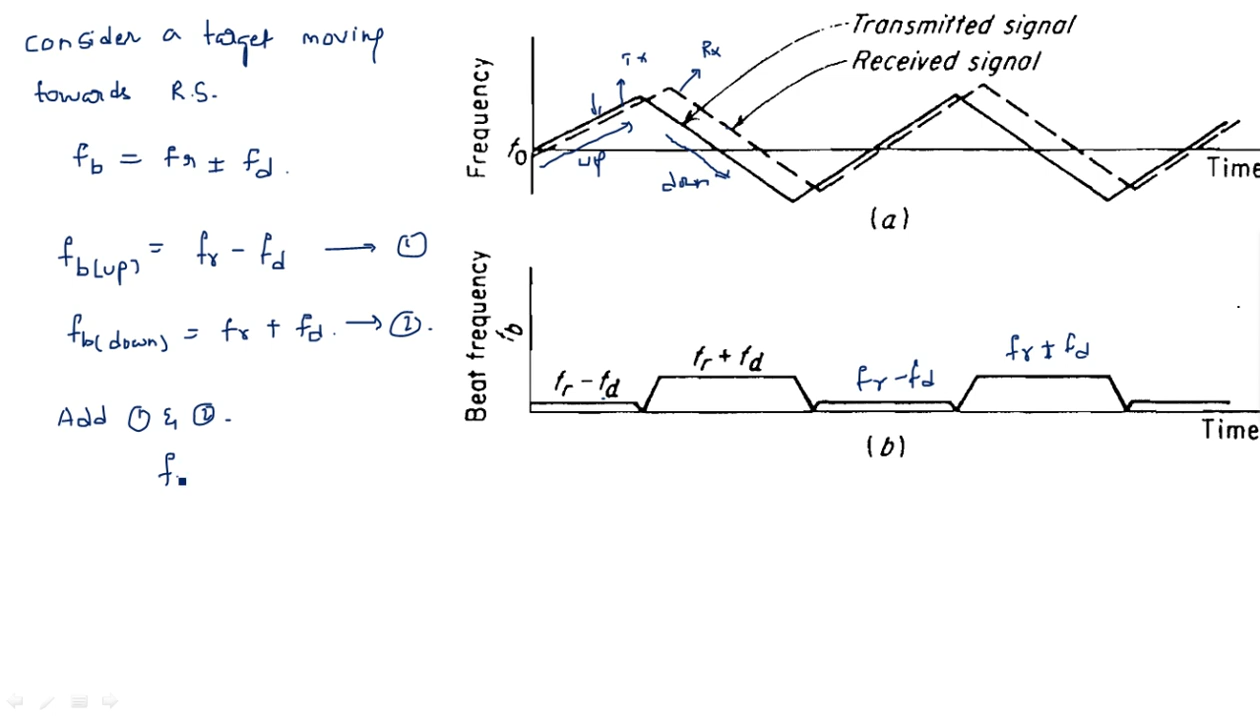 consider a target moving
towards R.S.
fb = fr ± fd.
fb(up) = fr - fd → ①
fb(down) = fr + fd. → ②.
Add ① & ②.
f
Transmitted signal
Received signal
Tx
Rx
Frequency
f0
up
down
Time
(a)
Beat frequency
fb
fr - fd
fr + fd
fr - fd
fr + fd
Time
(b)